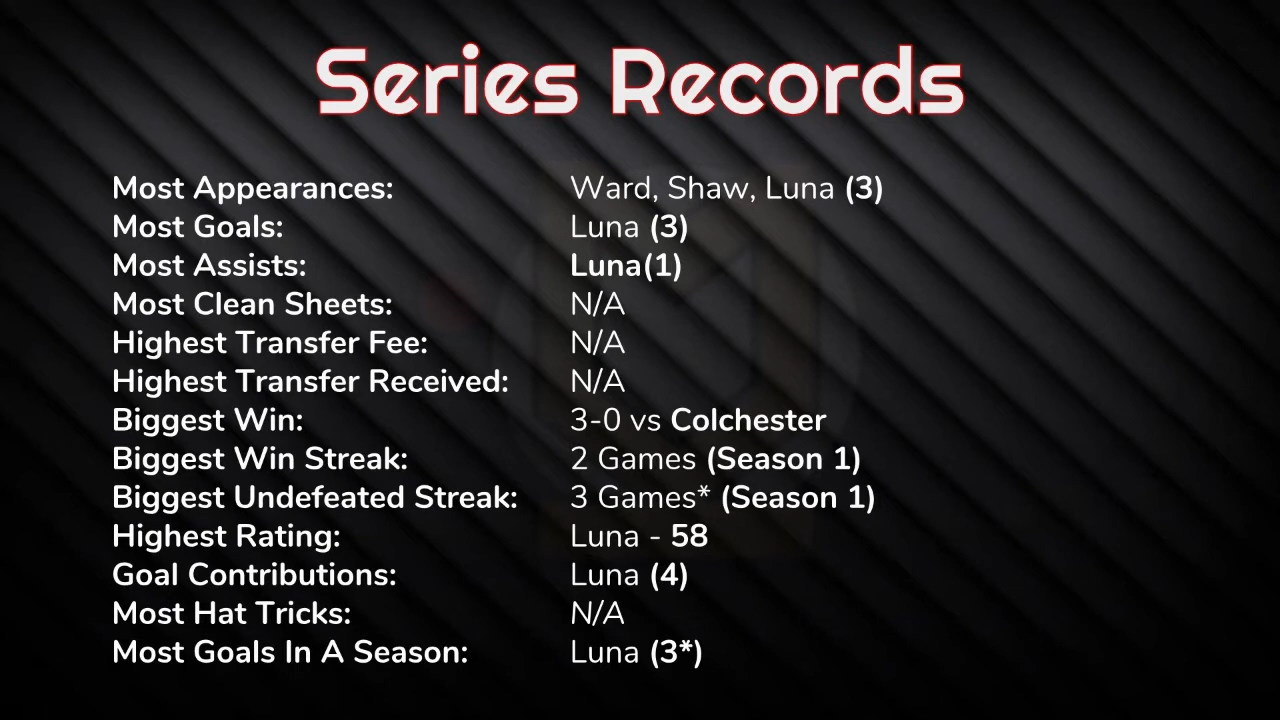 Series Records
Most Appearances: Ward, Shaw, Luna (3)
Most Goals: Luna (3)
Most Assists: Luna(1)
Most Clean Sheets: N/A
Highest Transfer Fee: N/A
Highest Transfer Received: N/A
Biggest Win: 3-0 vs Colchester
Biggest Win Streak: 2 Games (Season 1)
Biggest Undefeated Streak: 3 Games* (Season 1)
Highest Rating: Luna - 58
Goal Contributions: Luna (4)
Most Hat Tricks: N/A
Most Goals In A Season: Luna (3*)